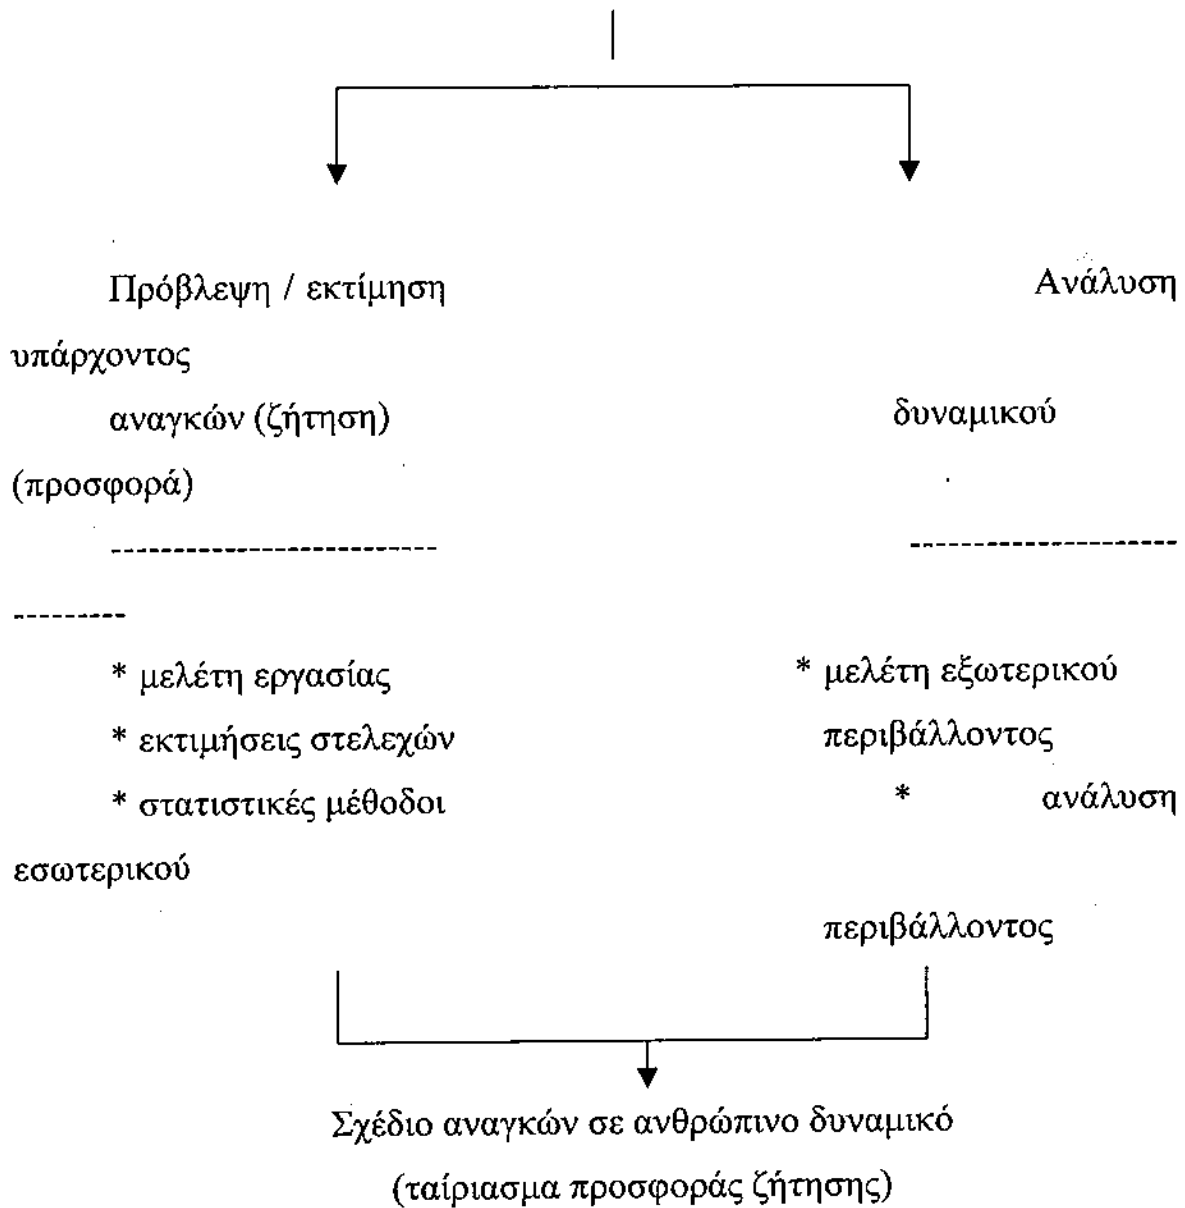 Πρόβλεψη / εκτίμηση Ανάλυση
υπάρχοντος
αναγκών (ζήτηση) δυναμικού
(προσφορά)
------------------------- ---------------------
---------
* μελέτη εργασίας * μελέτη εξωτερικού
* εκτιμήσεις στελεχών περιβάλλοντος
* στατιστικές μέθοδοι * ανάλυση
εσωτερικού
περιβάλλοντος
Σχέδιο αναγκών σε ανθρώπινο δυναμικό
(ταίριασμα προσφοράς ζήτησης)